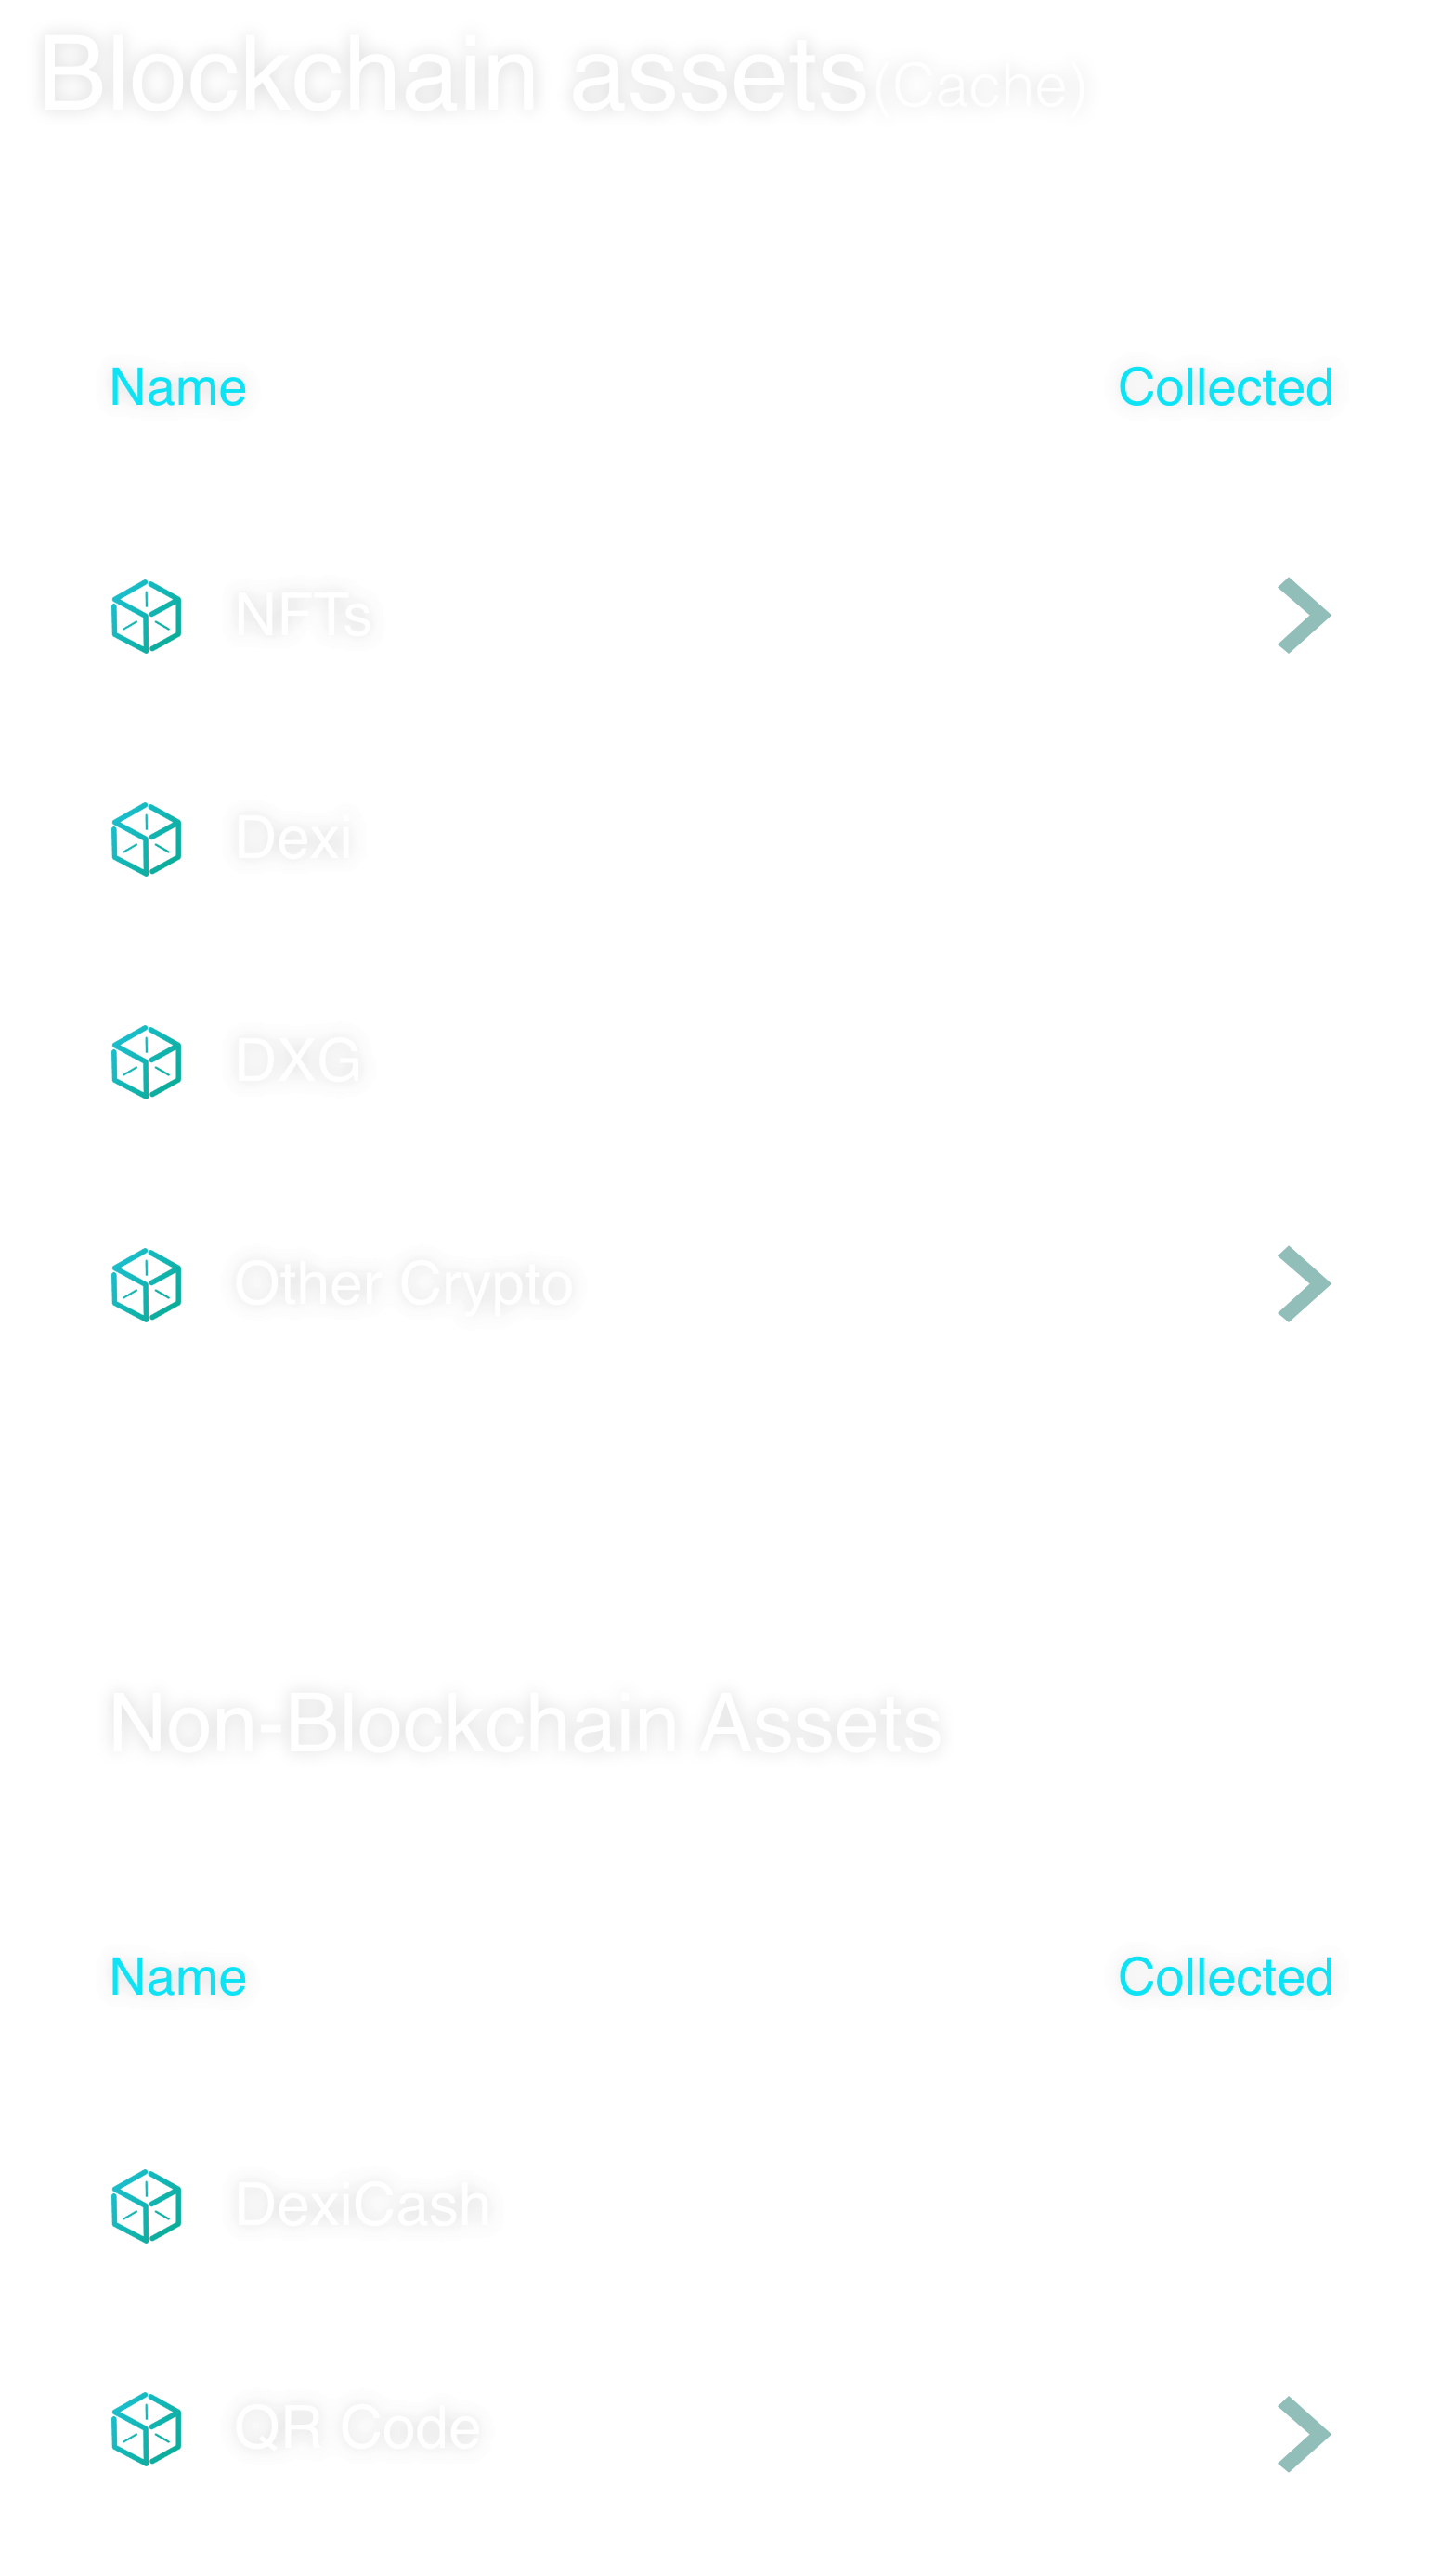 Blockchain assets (Cache)
Name Collected
NFTs
Dexi
DXG
Other Crypto
Non-Blockchain Assets
Name Collected
DexiCash
QR Code